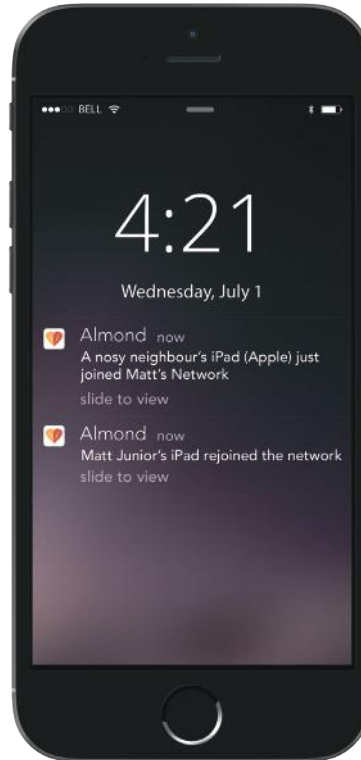 BELL
4:21
Wednesday, July 1
Almond now
A nosy neighbour's iPad (Apple) just
joined Matt's Network
slide to view
Almond now
Matt Junior's iPad rejoined the network
slide to view